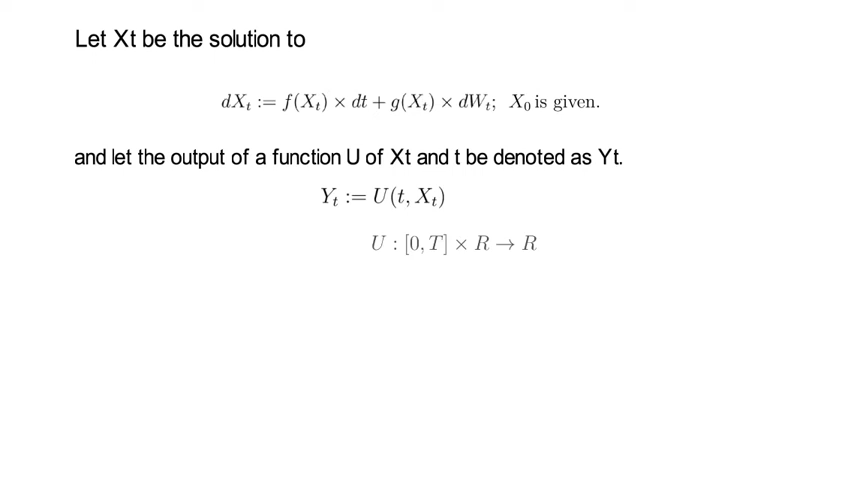 Let Xt be the solution to
dX_t := f(X_t) × dt + g(X_t) × dW_t; X_0 is given.
and let the output of a function U of Xt and t be denoted as Yt.
Y_t := U(t, X_t)
U : [0, T] × R → R